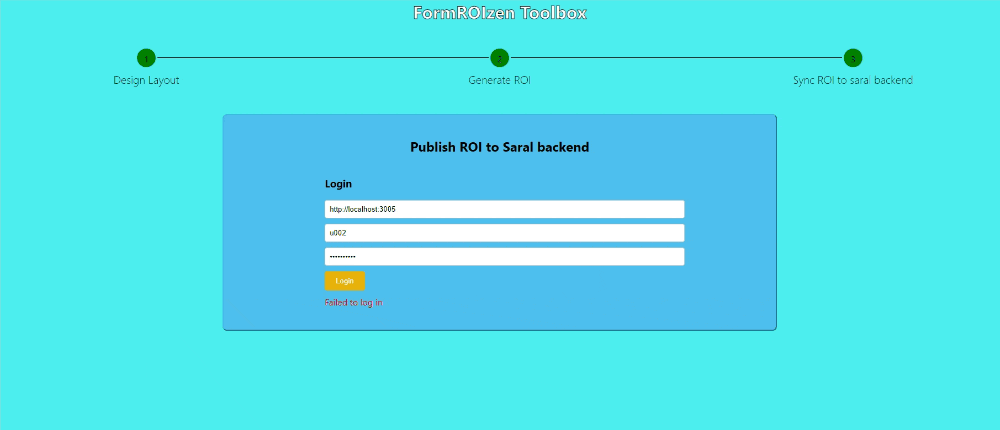 FormROIzen Toolbox
1
2
3
Design Layout
Generate ROI
Sync ROI to saral backend
Publish ROI to Saral backend
Login
http://localhost:3005
u002
••••••••••
Login
Failed to log in